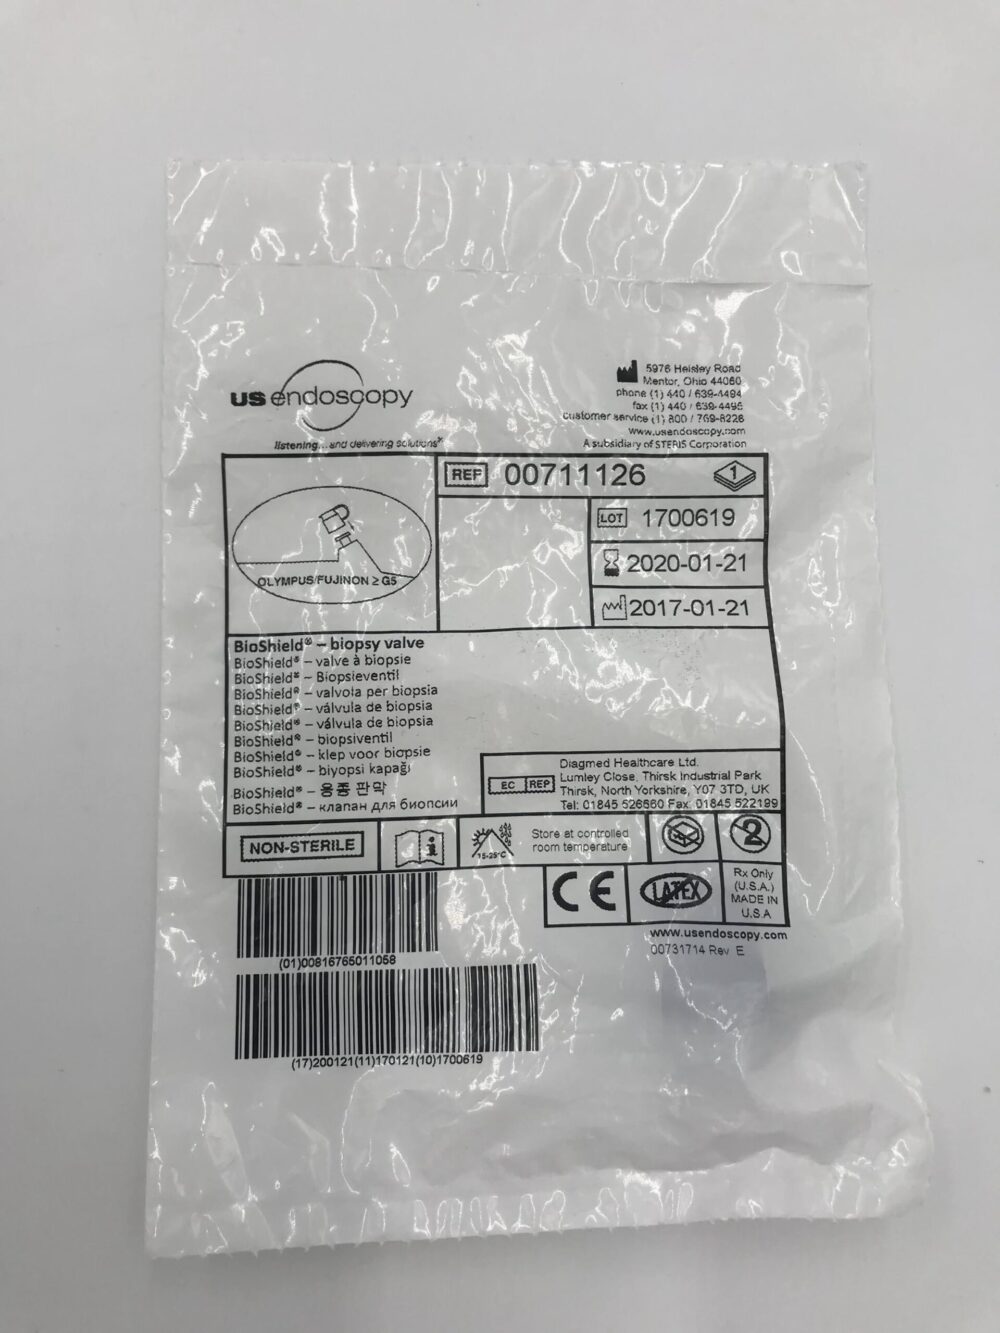 us endoscopy
listening...and delivering solutions®
5976 Heisley Road
Mentor, Ohio 44060
phone (1) 440 / 639-4494
fax (1) 440 / 639-4495
customer service (1) 800 / 769-8226
www.usendoscopy.com
A subsidiary of STERIS Corporation
REF 00711126 1
LOT 1700619
2020-01-21
2017-01-21
OLYMPUS/FUJINON ≥ G5
BioShield® – biopsy valve
BioShield® – valve à biopsie
BioShield® – Biopsieventil
BioShield® – valvola per biopsia
BioShield® – válvula de biopsia
BioShield® – válvula de biopsia
BioShield® – biopsiventil
BioShield® – klep voor biopsie
BioShield® – biyopsi kapağı
BioShield® – 용종 판막
BioShield® – клапан для биопсии
EC REP
Diagmed Healthcare Ltd.
Lumley Close, Thirsk Industrial Park
Thirsk, North Yorkshire, Y07 3TD, UK
Tel: 01845 526660 Fax: 01845 522199
NON-STERILE
i
15-25°C
Store at controlled
room temperature
2
CE
LATEX
Rx Only
(U.S.A.)
MADE IN
U.S.A
www.usendoscopy.com
00731714 Rev E
(01)00816765011058
(17)200121(11)170121(10)1700619